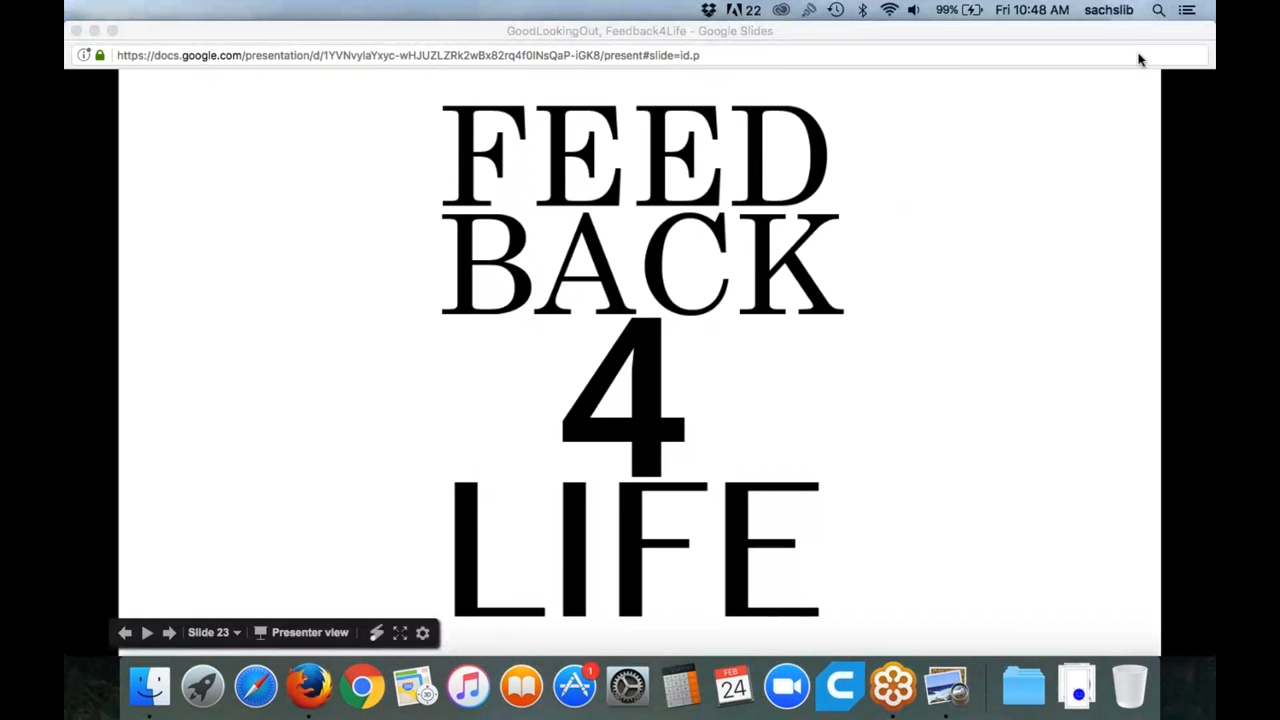 22
99%
Fri 10:48 AM
sachslib
GoodLookingOut, Feedback4Life - Google Slides
https://docs.google.com/presentation/d/1YVNvylaYxyc-wHJUZLZRk2wBx82rq4f0lNsQaP-iGK8/present#slide=id.p
FEED
BACK
4
LIFE
Slide 23
Presenter view
1
FEB
24